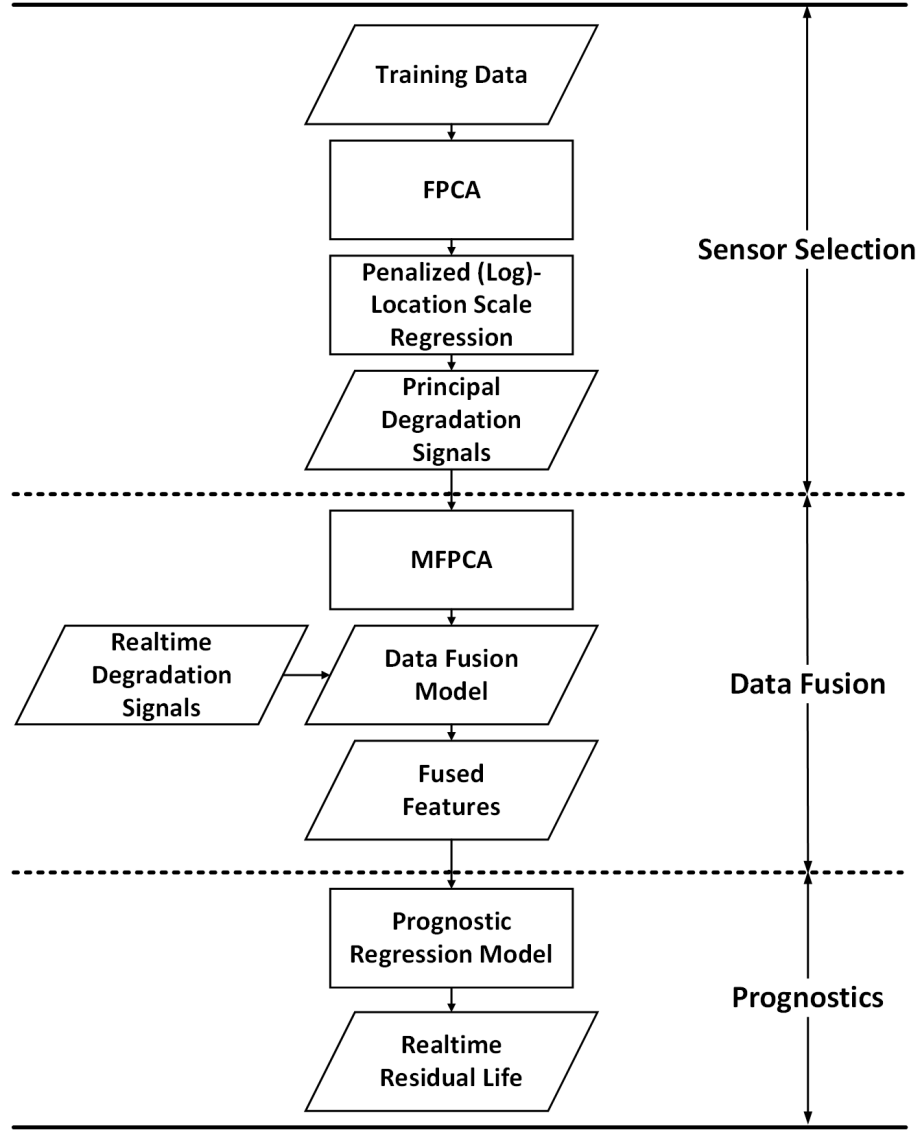 Training Data
FPCA
Sensor Selection
Penalized (Log)-
Location Scale
Regression
Principal
Degradation
Signals
MFPCA
Realtime
Degradation
Signals
Data Fusion
Model
Data Fusion
Fused
Features
Prognostic
Regression Model
Prognostics
Realtime
Residual Life